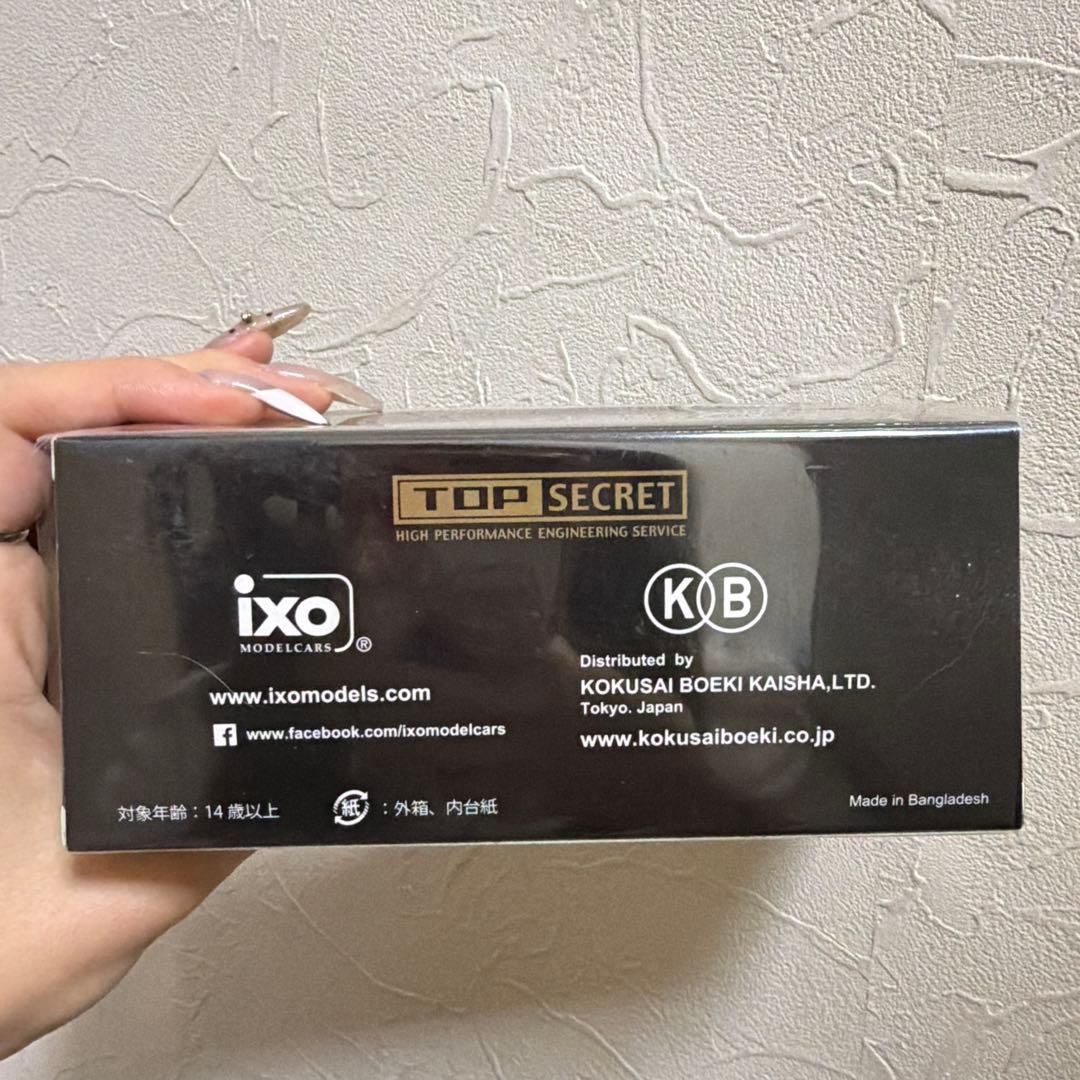 TOP SECRET
HIGH PERFORMANCE ENGINEERING SERVICE
ixo
MODELCARS ®
www.ixomodels.com
f www.facebook.com/ixomodelcars
KB
Distributed by
KOKUSAI BOEKI KAISHA,LTD.
Tokyo. Japan
www.kokusaiboeki.co.jp
対象年齢：14歳以上
紙：外箱、内台紙
Made in Bangladesh